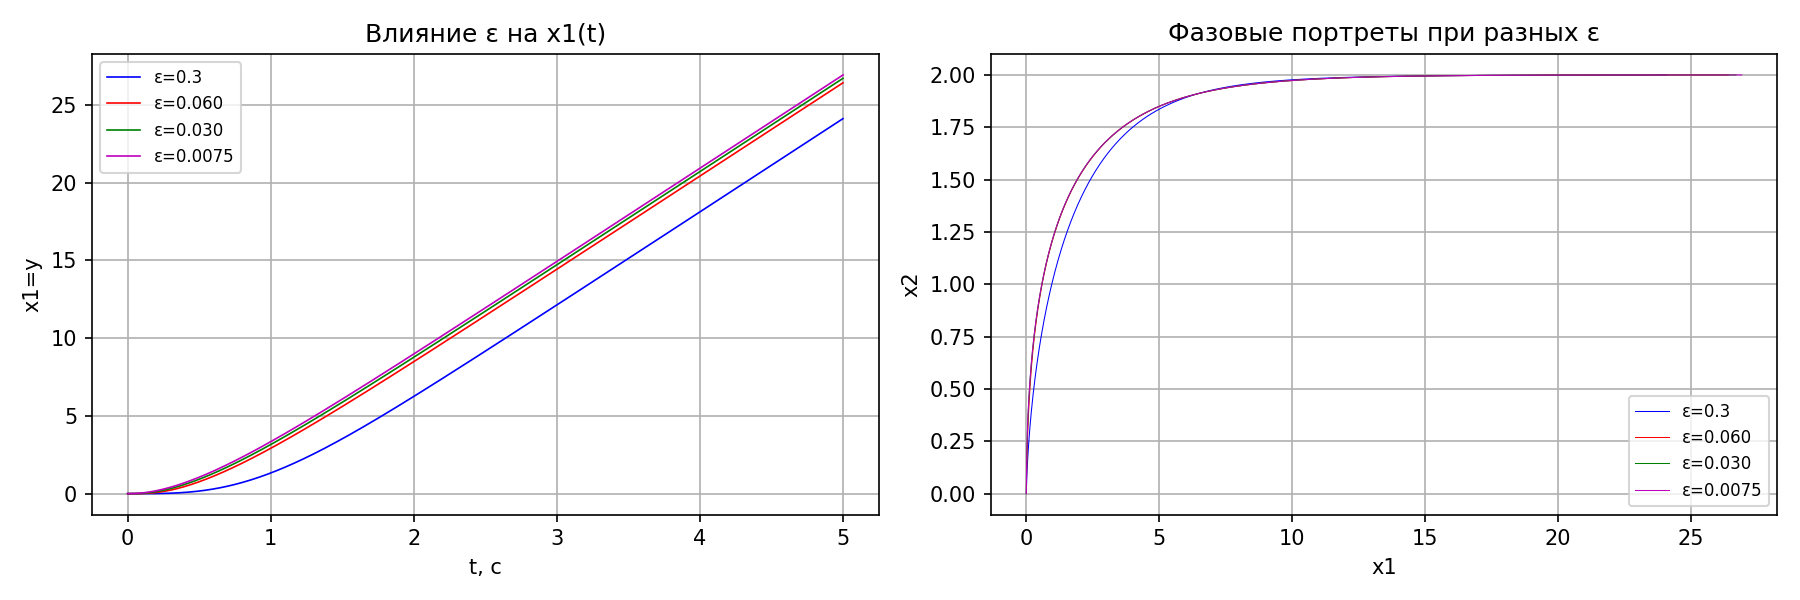 Влияние ε на x1(t)
ε=0.3
ε=0.060
ε=0.030
ε=0.0075
25
20
15
10
5
0
x1=y
0 1 2 3 4 5
t, c
Фазовые портреты при разных ε
2.00
1.75
1.50
1.25
1.00
0.75
0.50
0.25
0.00
x2
ε=0.3
ε=0.060
ε=0.030
ε=0.0075
0 5 10 15 20 25
x1